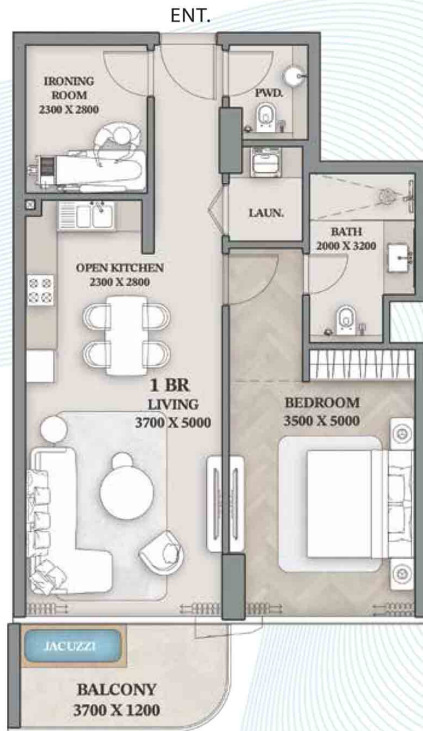 ENT.
IRONING
ROOM
2300 X 2800
PWD.
LAUN.
BATH
2000 X 3200
OPEN KITCHEN
2300 X 2800
1 BR
LIVING
3700 X 5000
BEDROOM
3500 X 5000
JACUZZI
BALCONY
3700 X 1200